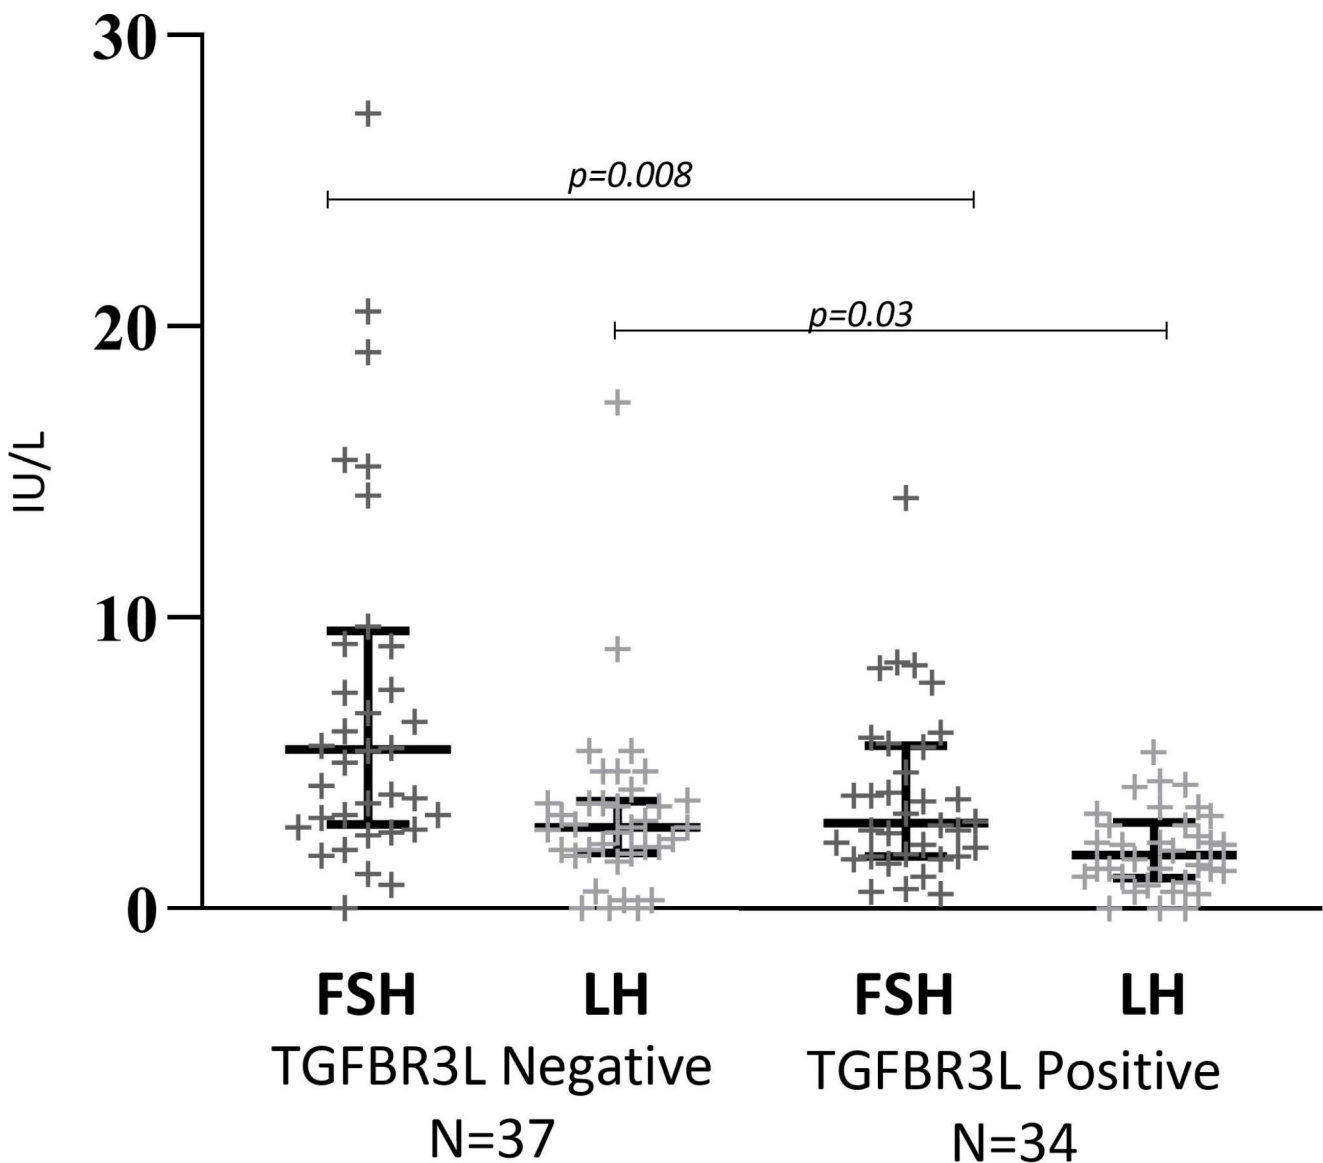 30
p=0.008
20
p=0.03
IU/L
10
0
FSH LH FSH LH
TGFBR3L Negative TGFBR3L Positive
N=37 N=34